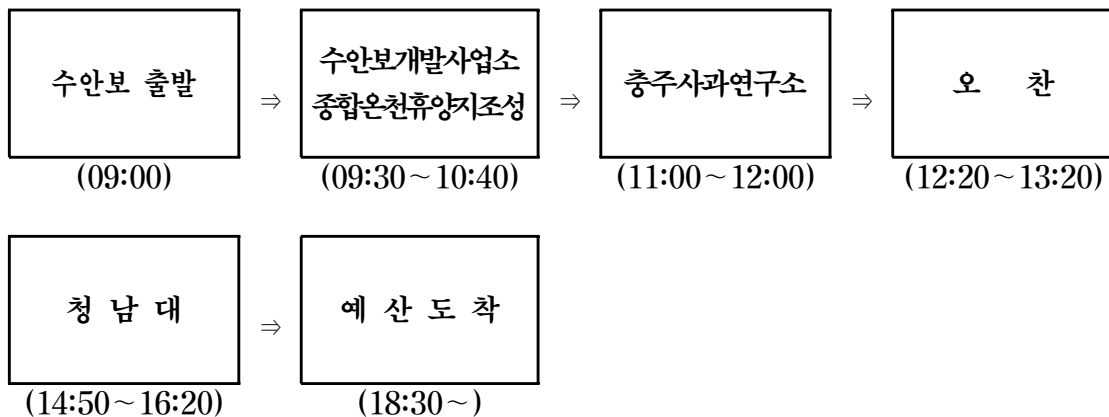 수안보 출발 ⇒ 수안보개발사업소 종합온천휴양지조성 ⇒ 충주사과연구소 ⇒ 오 찬
(09:00) (09:30~10:40) (11:00~12:00) (12:20~13:20)
청 남 대 ⇒ 예 산 도 착
(14:50~16:20) (18:30~)